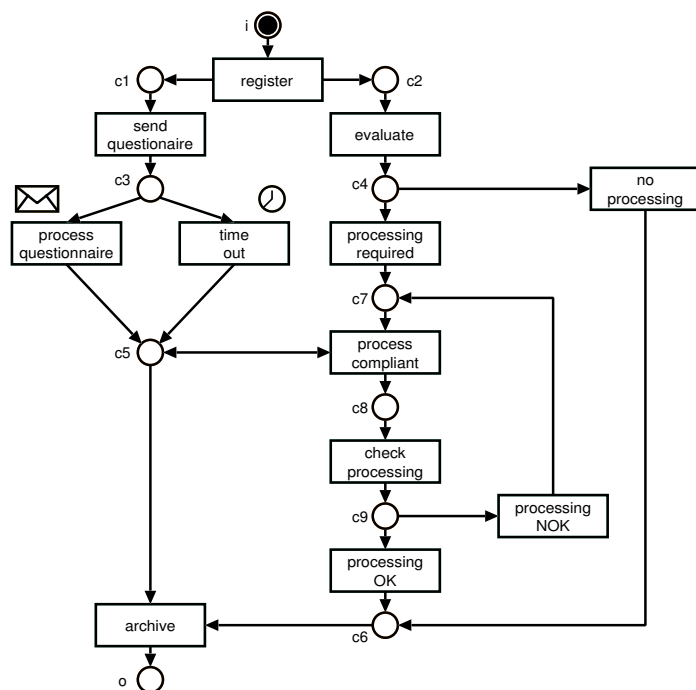 i
c1
register
c2
send
questionaire
evaluate
c3
c4
no
processing
process
questionnaire
time
out
processing
required
c7
c5
process
compliant
c8
check
processing
c9
processing
NOK
processing
OK
archive
c6
o